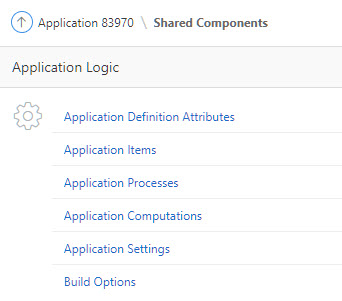 Application 83970 \ Shared Components
Application Logic
Application Definition Attributes
Application Items
Application Processes
Application Computations
Application Settings
Build Options